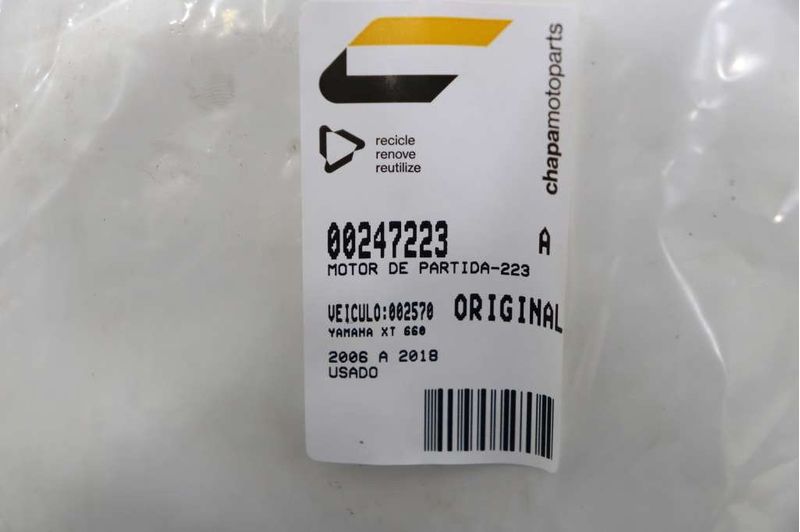 chapamotoparts
recicle
renove
reutilize
00247223 A
MOTOR DE PARTIDA-223
VEICULO:002570 ORIGINAL
YAMAHA XT 660
2006 A 2018
USADO